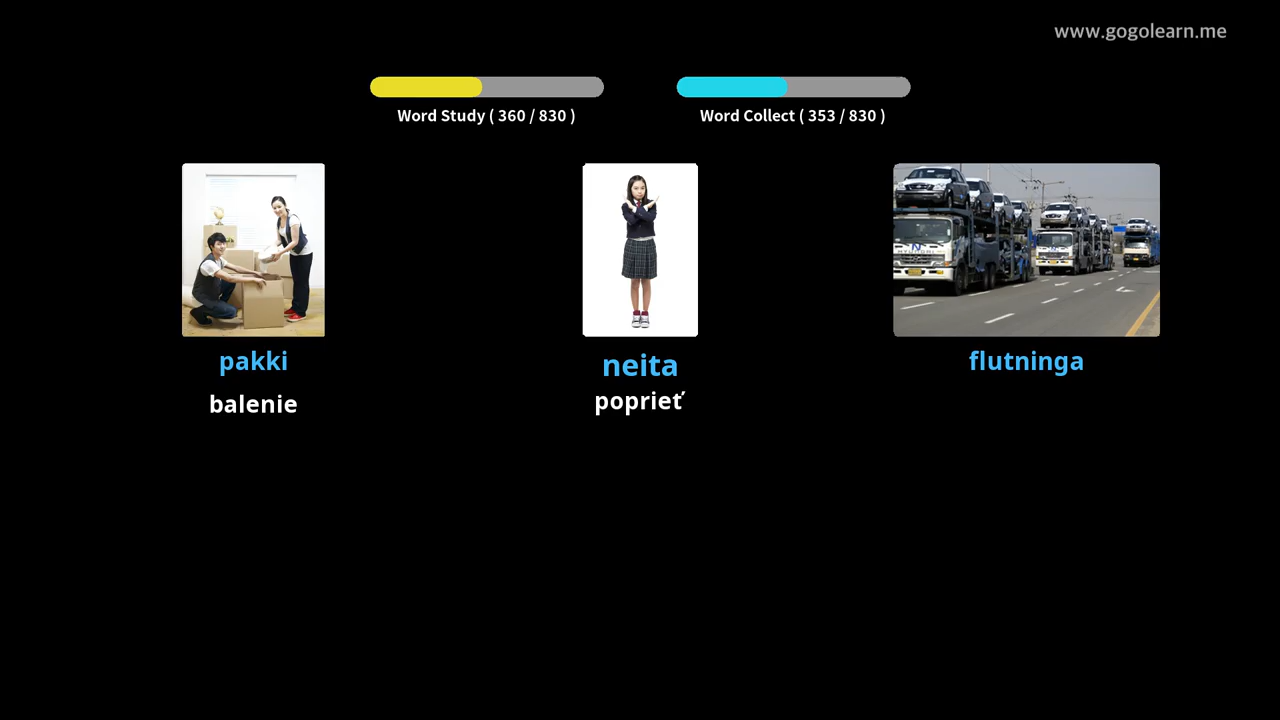 www.gogolearn.me
Word Study ( 360 / 830 )
Word Collect ( 353 / 830 )
pakki
balenie
neita
poprieť
flutninga